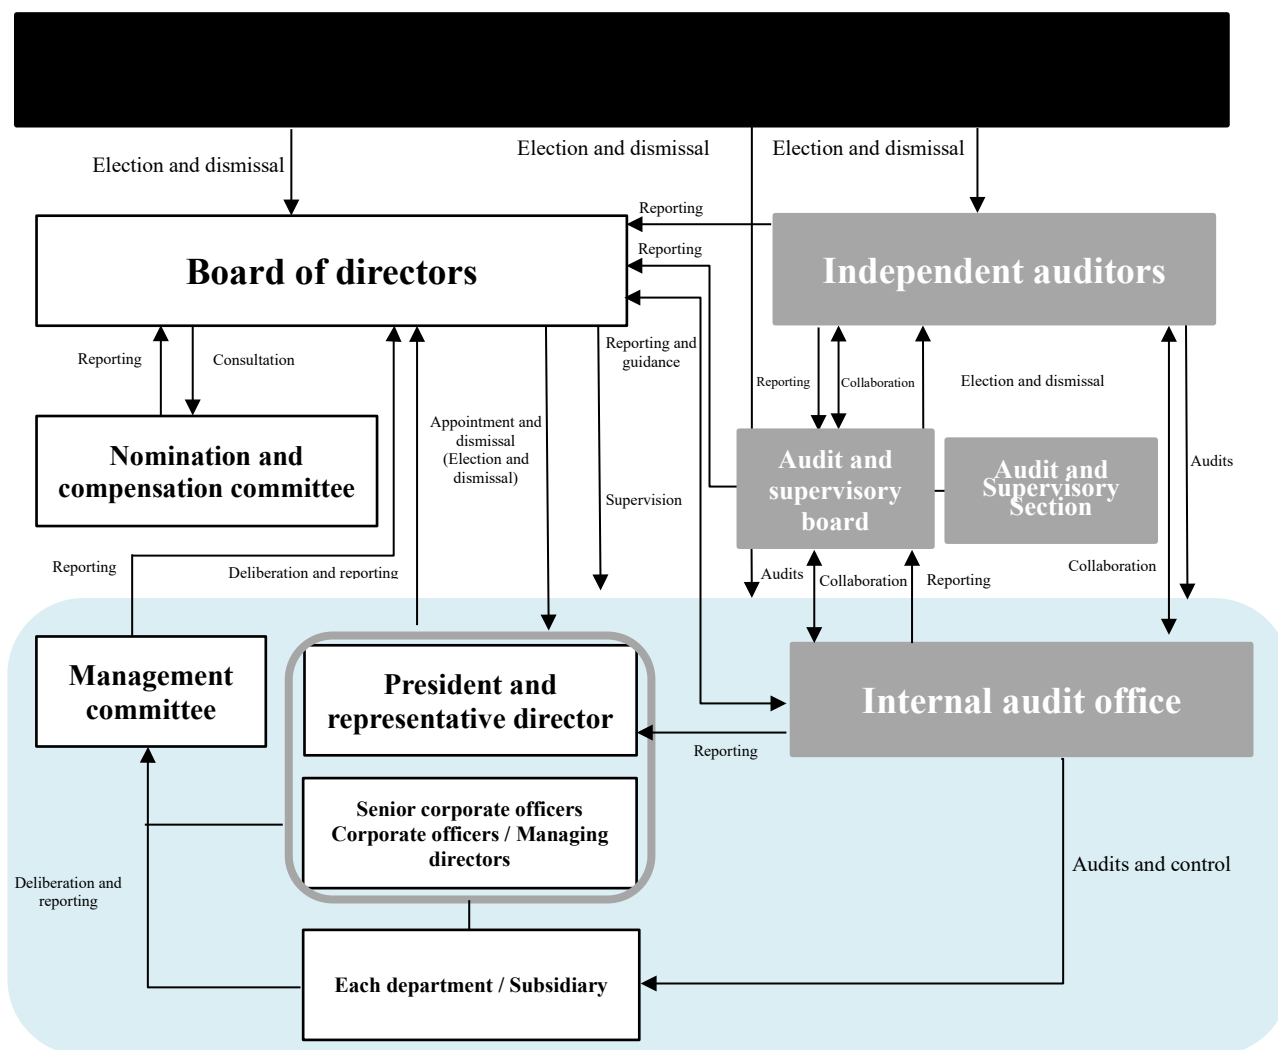 Election and dismissal
Election and dismissal
Election and dismissal
Reporting
Board of directors
Independent auditors
Reporting
Reporting
Consultation
Reporting and
guidance
Reporting
Collaboration
Election and dismissal
Appointment and
dismissal
(Election and
dismissal)
Nomination and
compensation committee
Audit and
supervisory
board
Audit and
Supervisory
Section
Audits
Supervision
Reporting
Deliberation and reporting
Audits
Collaboration
Reporting
Collaboration
Management
committee
President and
representative director
Internal audit office
Reporting
Senior corporate officers
Corporate officers / Managing
directors
Deliberation and
reporting
Audits and control
Each department / Subsidiary